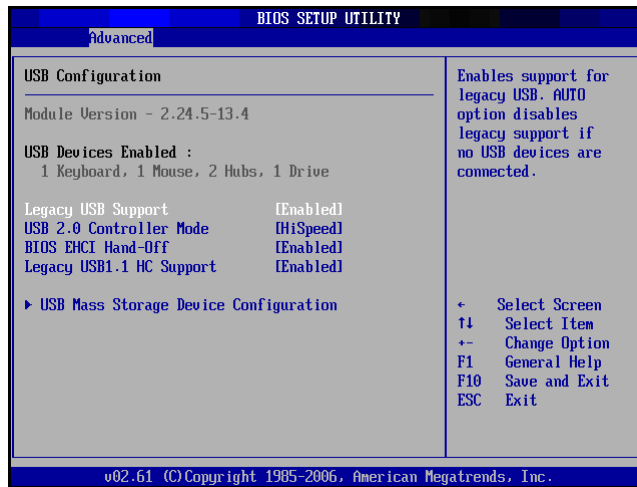 BIOS SETUP UTILITY
Advanced
USB Configuration
Module Version - 2.24.5-13.4
USB Devices Enabled :
1 Keyboard, 1 Mouse, 2 Hubs, 1 Drive
Legacy USB Support [Enabled]
USB 2.0 Controller Mode [HiSpeed]
BIOS EHCI Hand-Off [Enabled]
Legacy USB1.1 HC Support [Enabled]
▶ USB Mass Storage Device Configuration
Enables support for
legacy USB. AUTO
option disables
legacy support if
no USB devices are
connected.
← Select Screen
↑↓ Select Item
+- Change Option
F1 General Help
F10 Save and Exit
ESC Exit
v02.61 (C)Copyright 1985-2006, American Megatrends, Inc.